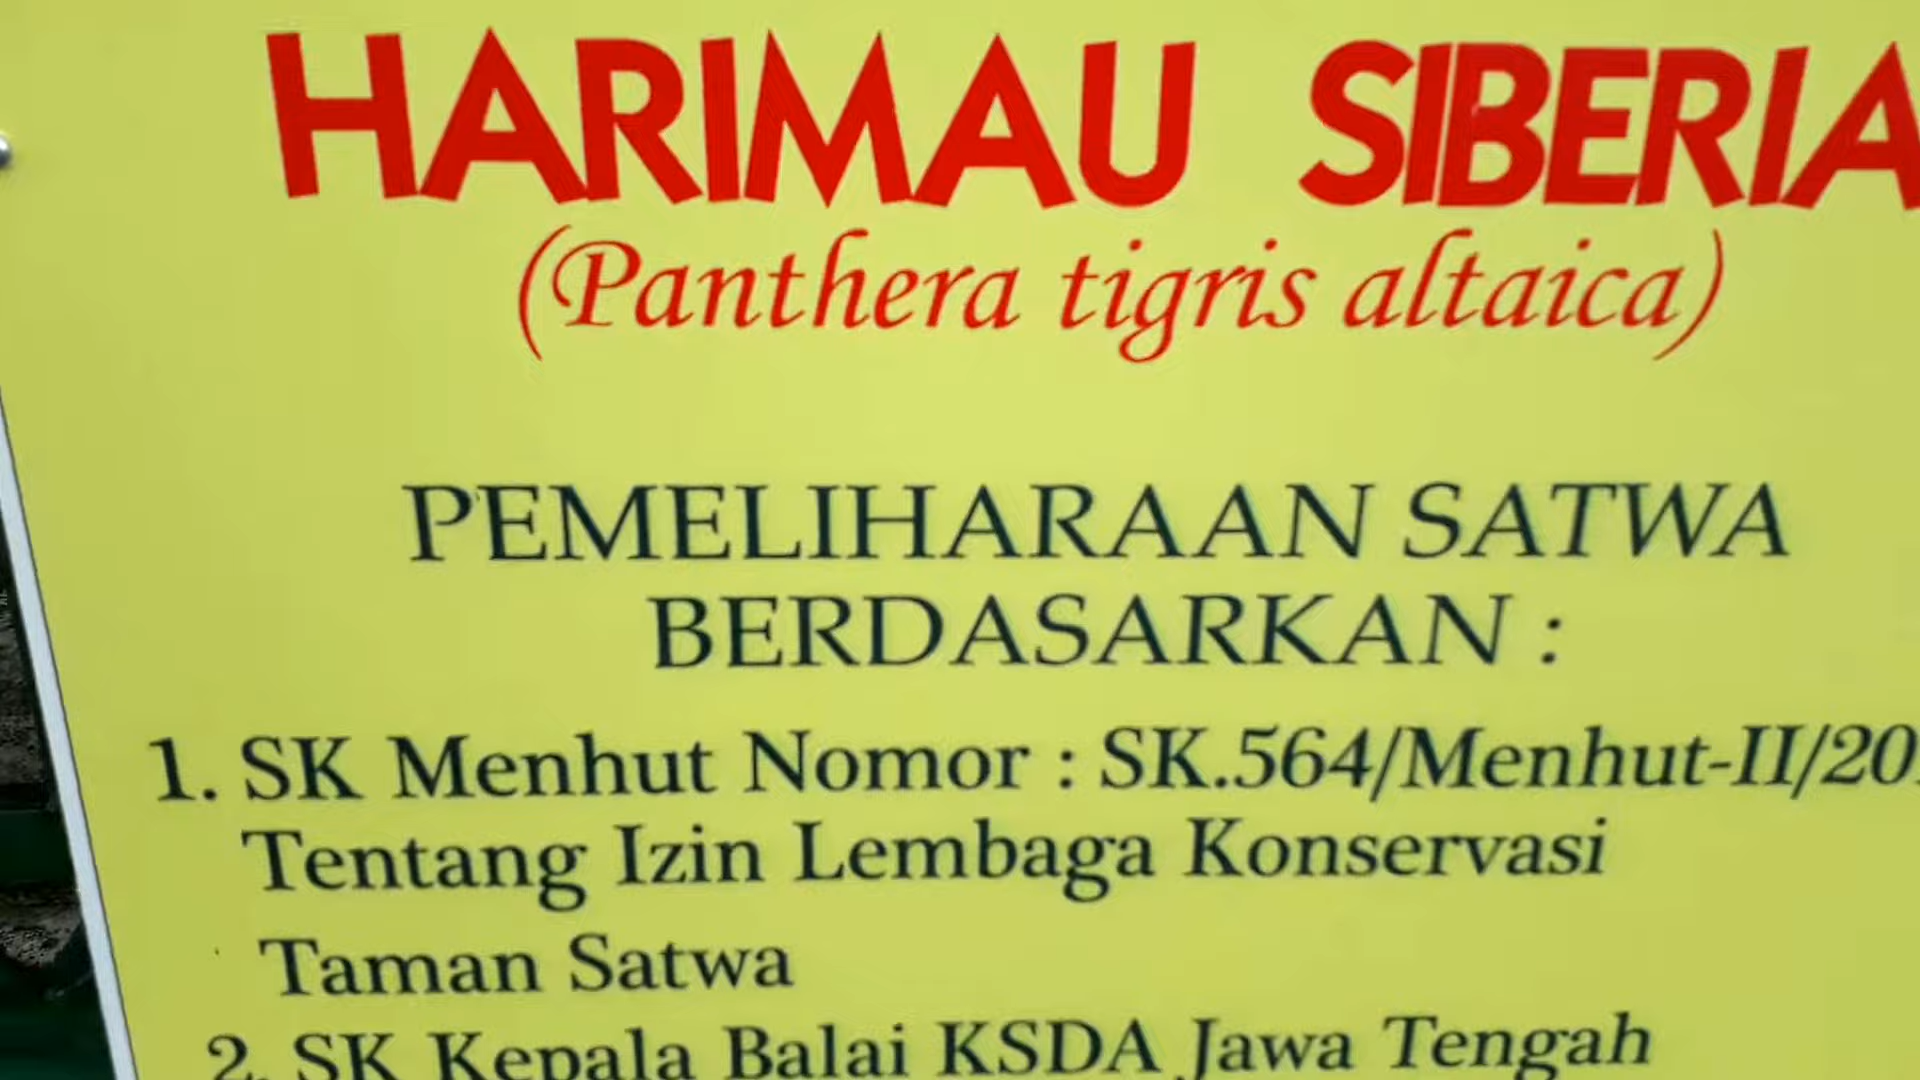 HARIMAU SIBERIA
(Panthera tigris altaica)
PEMELIHARAAN SATWA
BERDASARKAN :
1. SK Menhut Nomor : SK.564/Menhut-II/20
Tentang Izin Lembaga Konservasi
Taman Satwa
2. SK Kepala Balai KSDA Jawa Tengah